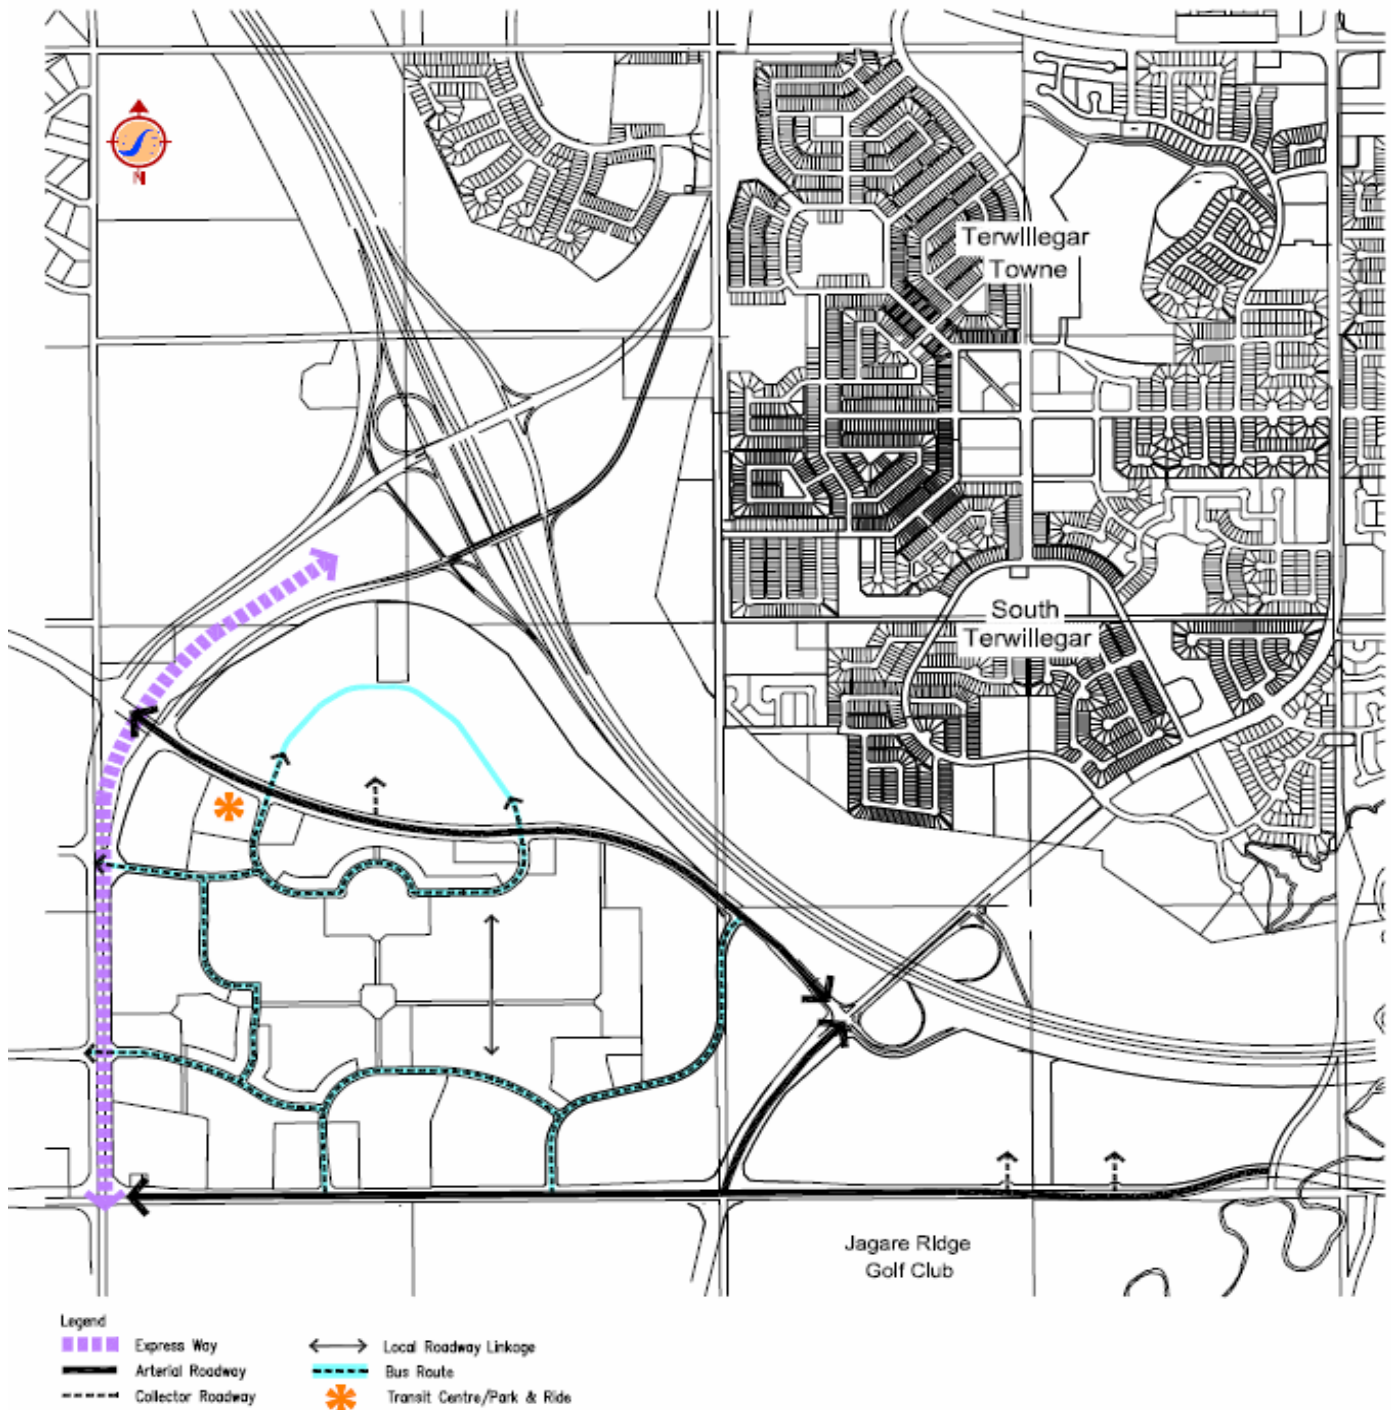 N
Terwillegar
Towne
South
Terwillegar
Jagare Ridge
Golf Club
Legend
Express Way
Arterial Roadway
Collector Roadway
Local Roadway Linkage
Bus Route
Transit Centre/Park & Ride